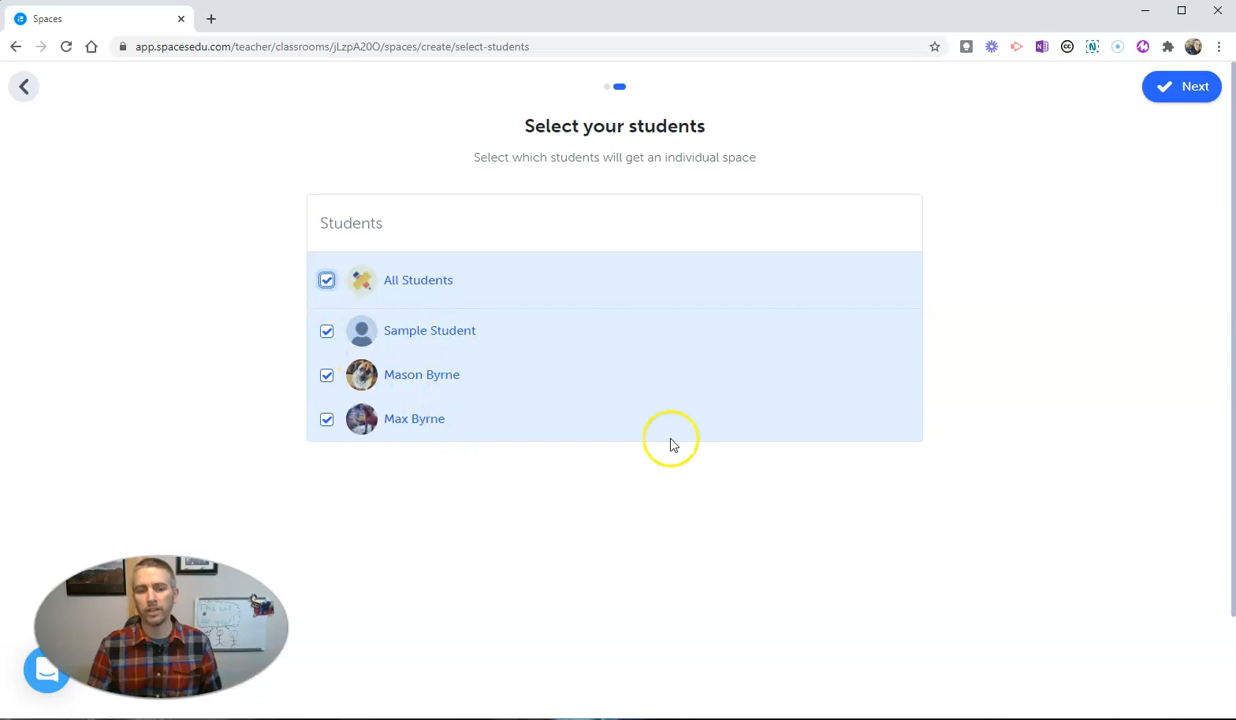 Spaces
app.spacesedu.com/teacher/classrooms/jLzpA20O/spaces/create/select-students
Next
Select your students
Select which students will get an individual space
Students
All Students
Sample Student
Mason Byrne
Max Byrne